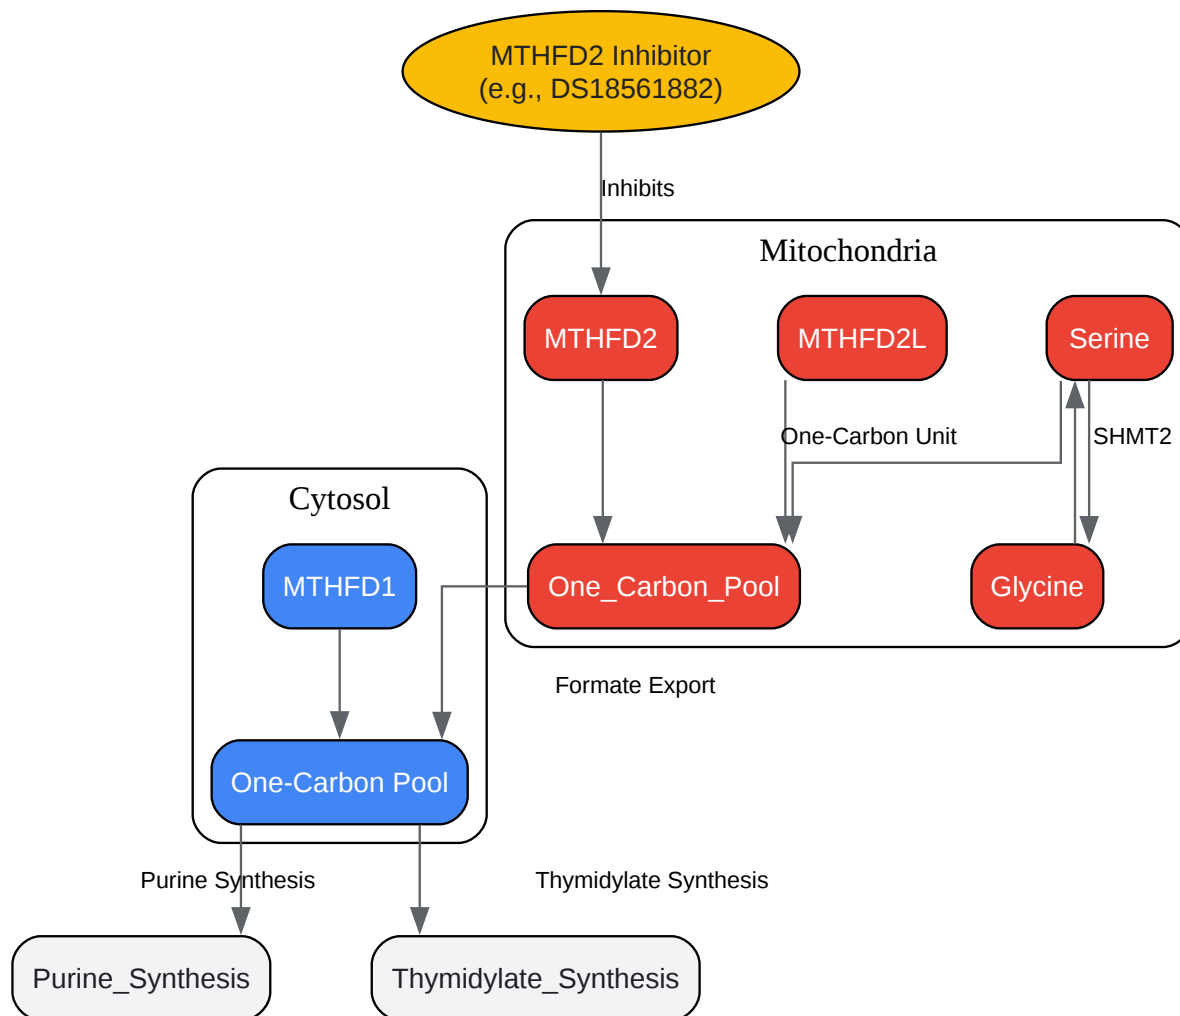 MTHFD2 Inhibitor
(e.g., DS18561882)
Inhibits
Mitochondria
MTHFD2
MTHFD2L
Serine
One-Carbon Unit
SHMT2
Cytosol
MTHFD1
One_Carbon_Pool
Glycine
Formate Export
One-Carbon Pool
Purine Synthesis
Thymidylate Synthesis
Purine_Synthesis
Thymidylate_Synthesis